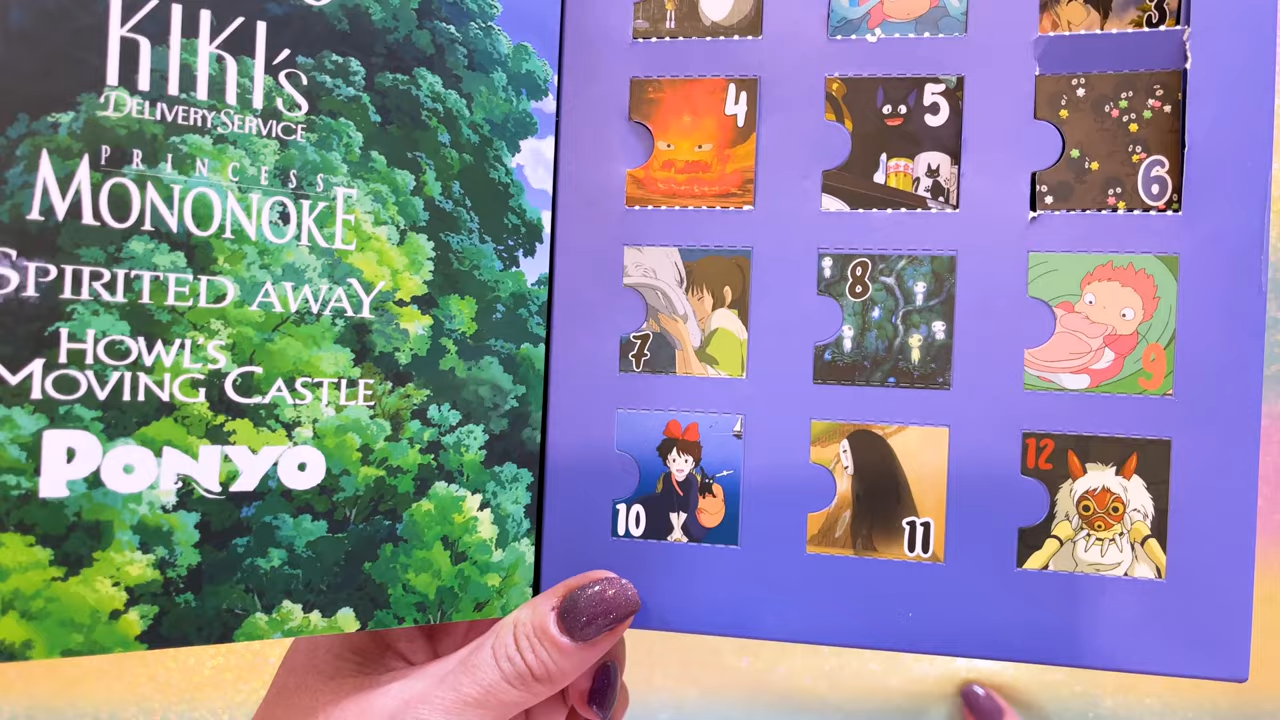 KIKI's
DELIVERY SERVICE
PRINCESS
MONONOKE
SPIRITED AWAY
HOWL'S
MOVING CASTLE
PONYO
3
4
5
6
7
8
9
10
11
12